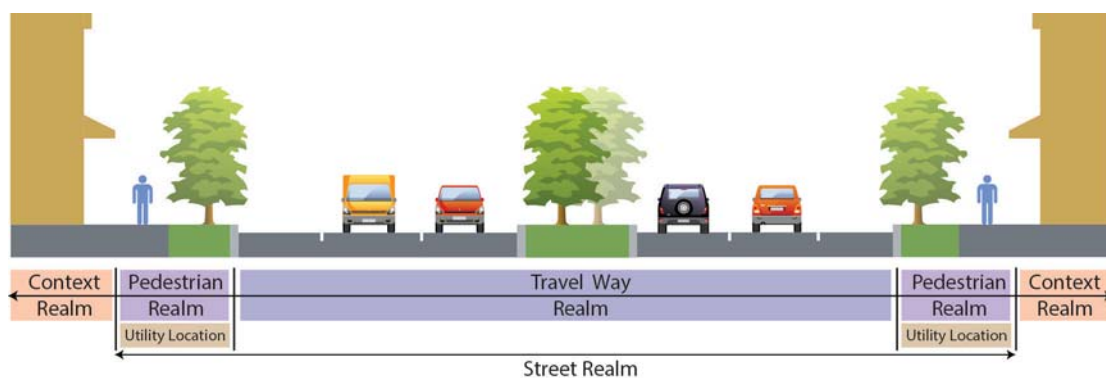 Context Realm
Pedestrian Realm
Utility Location
Travel Way Realm
Pedestrian Realm
Utility Location
Context Realm
Street Realm